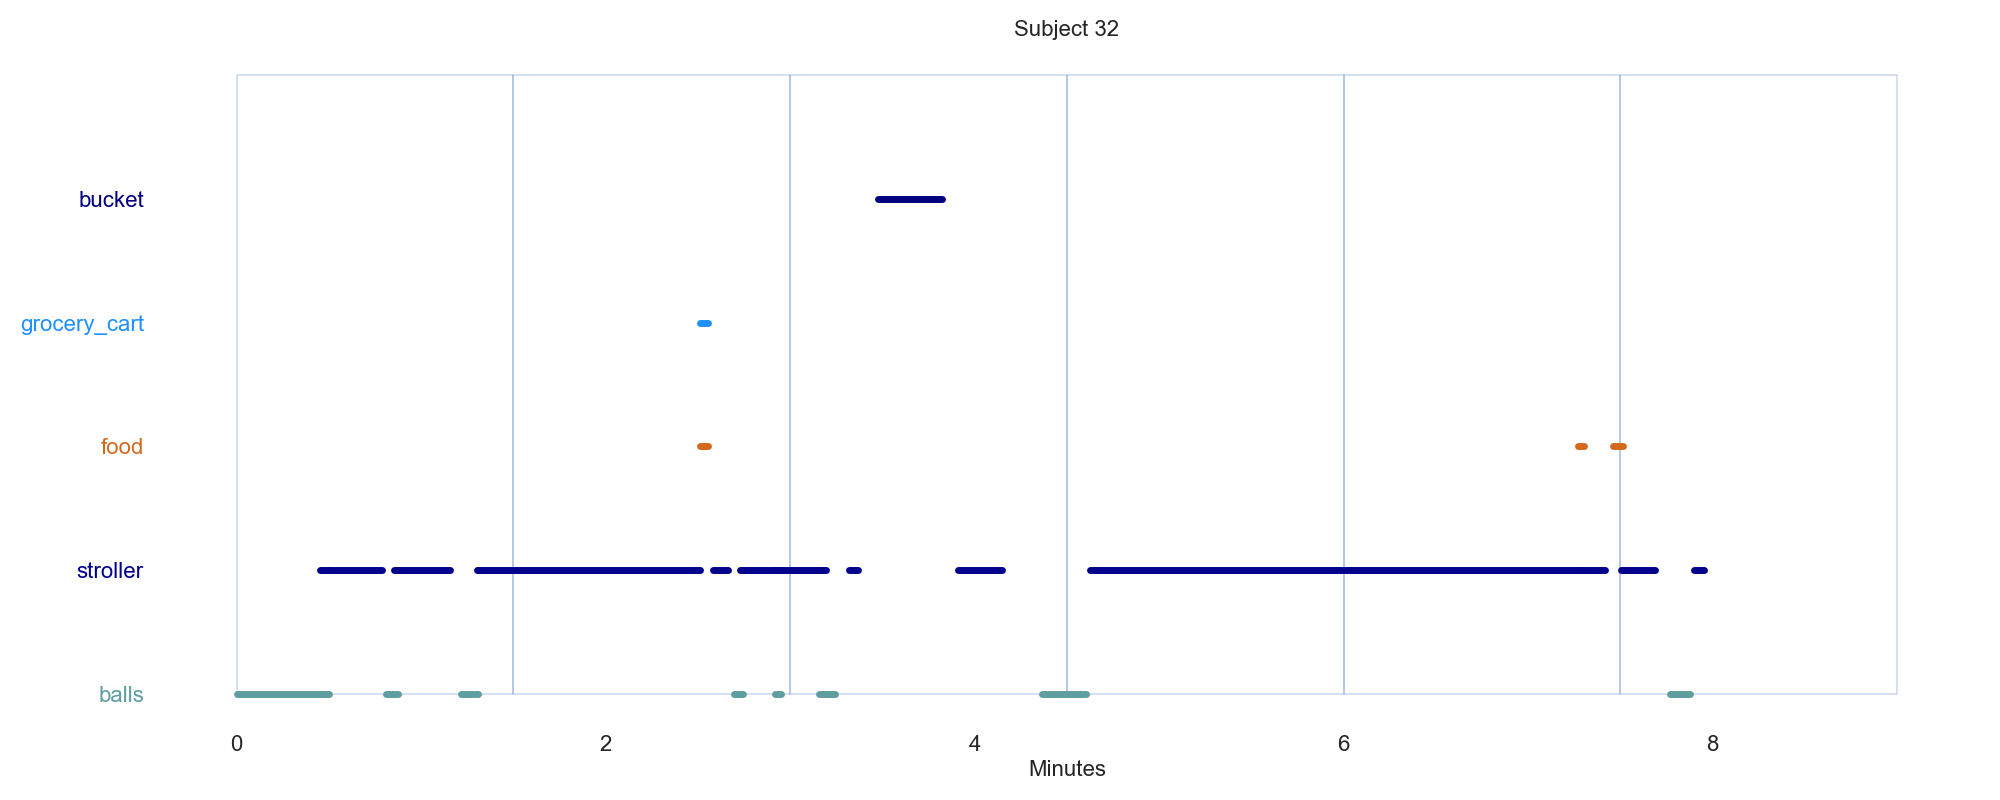 Subject 32
bucket
grocery_cart
food
stroller
balls
0 2 4 6 8
Minutes